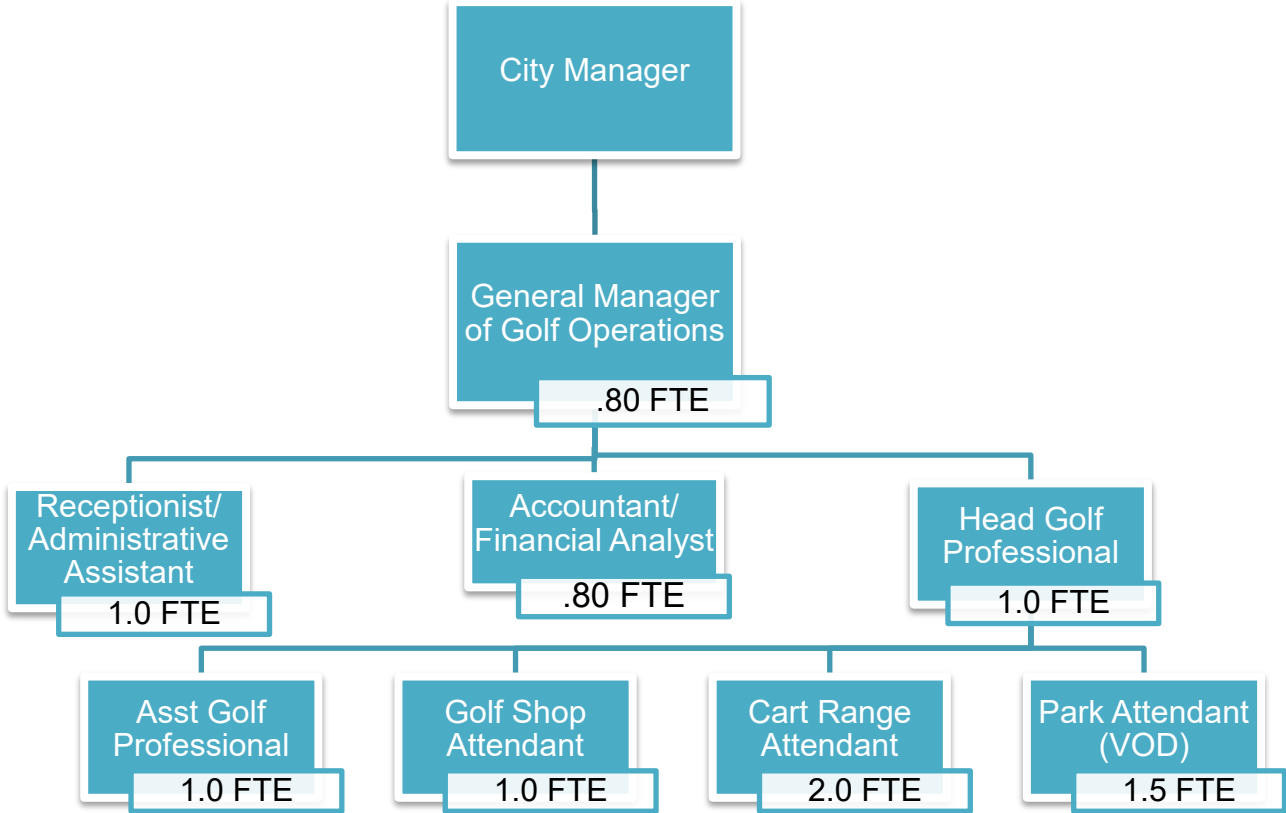 City Manager
General Manager
of Golf Operations
.80 FTE
Receptionist/
Administrative
Assistant
1.0 FTE
Accountant/
Financial Analyst
.80 FTE
Head Golf
Professional
1.0 FTE
Asst Golf
Professional
1.0 FTE
Golf Shop
Attendant
1.0 FTE
Cart Range
Attendant
2.0 FTE
Park Attendant
(VOD)
1.5 FTE